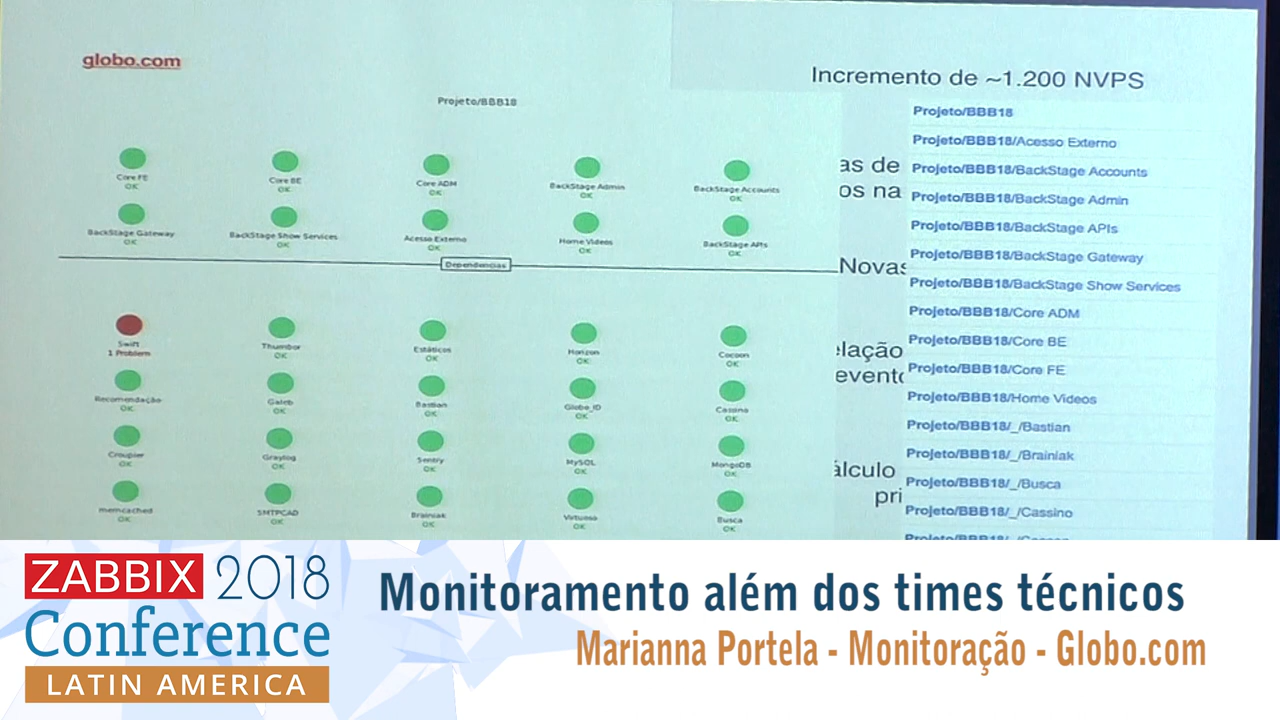 globo.com
Projeto/BBB18
Core FE
OK
Core BE
OK
Core ADM
OK
BackStage Admin
OK
BackStage Accounts
OK
BackStage Gateway
OK
BackStage Show Services
OK
Acesso Externo
OK
Home Videos
OK
BackStage APIs
OK
Dependencias
Swift
1 Problem
Thumbor
OK
Estáticos
OK
Horizon
OK
Cocoon
OK
Recomendação
OK
Galeb
OK
Bastian
OK
Globo_ID
OK
Cassino
OK
Croupier
OK
Graylog
OK
Sentry
OK
MySQL
OK
MongoDB
OK
memcached
OK
SMTPCAD
OK
Brainiak
OK
Virtuoso
OK
Busca
OK
Incremento de ~1.200 NVPS
as de
os na
Novas
elação
evento
álculo
pri
Projeto/BBB18
Projeto/BBB18/Acesso Externo
Projeto/BBB18/BackStage Accounts
Projeto/BBB18/BackStage Admin
Projeto/BBB18/BackStage APIs
Projeto/BBB18/BackStage Gateway
Projeto/BBB18/BackStage Show Services
Projeto/BBB18/Core ADM
Projeto/BBB18/Core BE
Projeto/BBB18/Core FE
Projeto/BBB18/Home Videos
Projeto/BBB18/_/Bastian
Projeto/BBB18/_/Brainiak
Projeto/BBB18/_/Busca
Projeto/BBB18/_/Cassino
ZABBIX 2018
Conference
LATIN AMERICA
Monitoramento além dos times técnicos
Marianna Portela - Monitoração - Globo.com